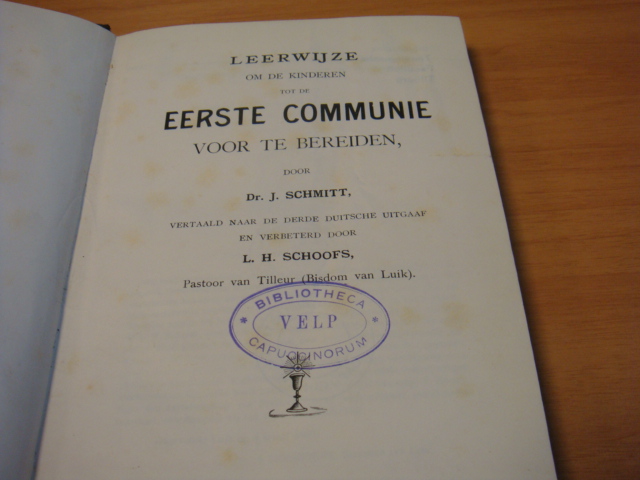 LEERWIJZE
OM DE KINDEREN
TOT DE
EERSTE COMMUNIE
VOOR TE BEREIDEN,
DOOR
Dr. J. SCHMITT,
VERTAALD NAAR DE DERDE DUITSCHE UITGAAF
EN VERBETERD DOOR
L. H. SCHOOFS,
Pastoor van Tilleur (Bisdom van Luik).
* BIBLIOTHECA *
VELP
CAPUCCINORUM